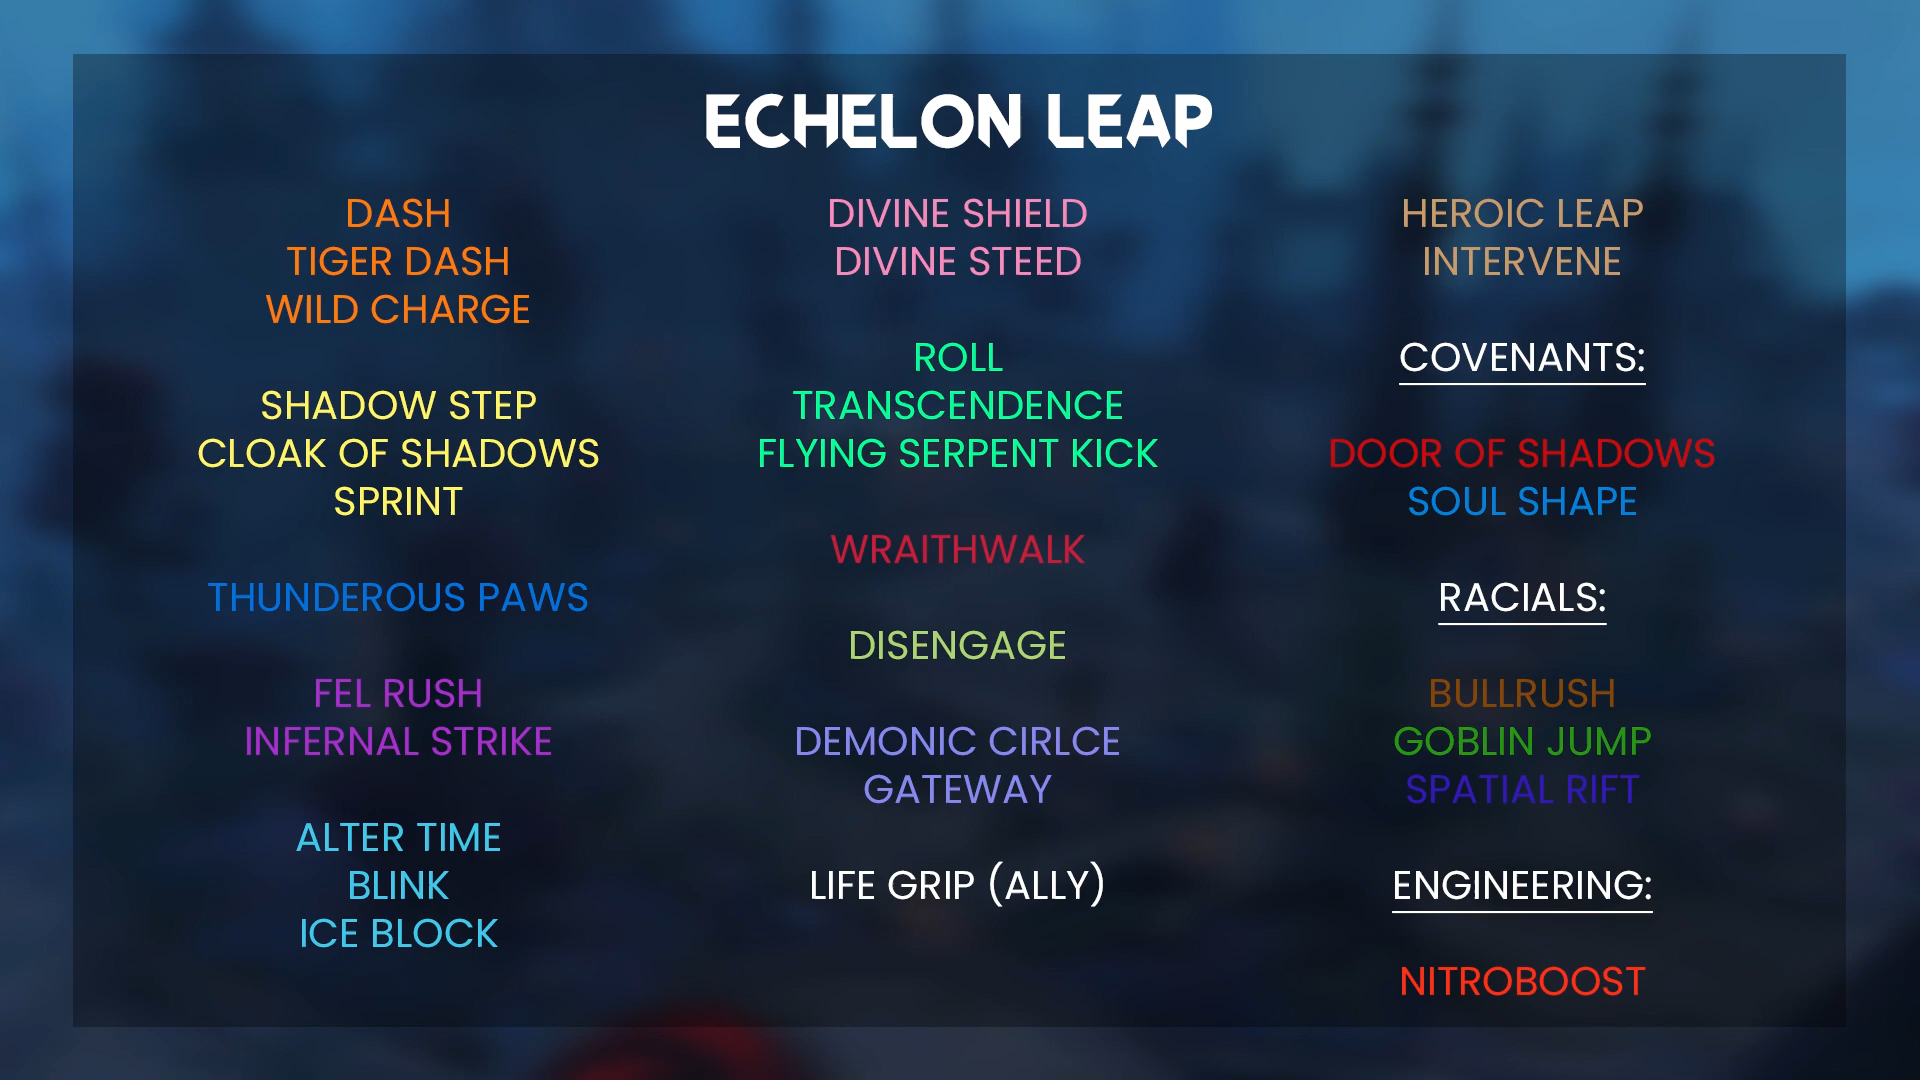 ECHELON LEAP
DASH
TIGER DASH
WILD CHARGE
SHADOW STEP
CLOAK OF SHADOWS
SPRINT
THUNDEROUS PAWS
FEL RUSH
INFERNAL STRIKE
ALTER TIME
BLINK
ICE BLOCK
DIVINE SHIELD
DIVINE STEED
ROLL
TRANSCENDENCE
FLYING SERPENT KICK
WRAITHWALK
DISENGAGE
DEMONIC CIRLCE
GATEWAY
LIFE GRIP (ALLY)
HEROIC LEAP
INTERVENE
COVENANTS:
DOOR OF SHADOWS
SOUL SHAPE
RACIALS:
BULLRUSH
GOBLIN JUMP
SPATIAL RIFT
ENGINEERING:
NITROBOOST